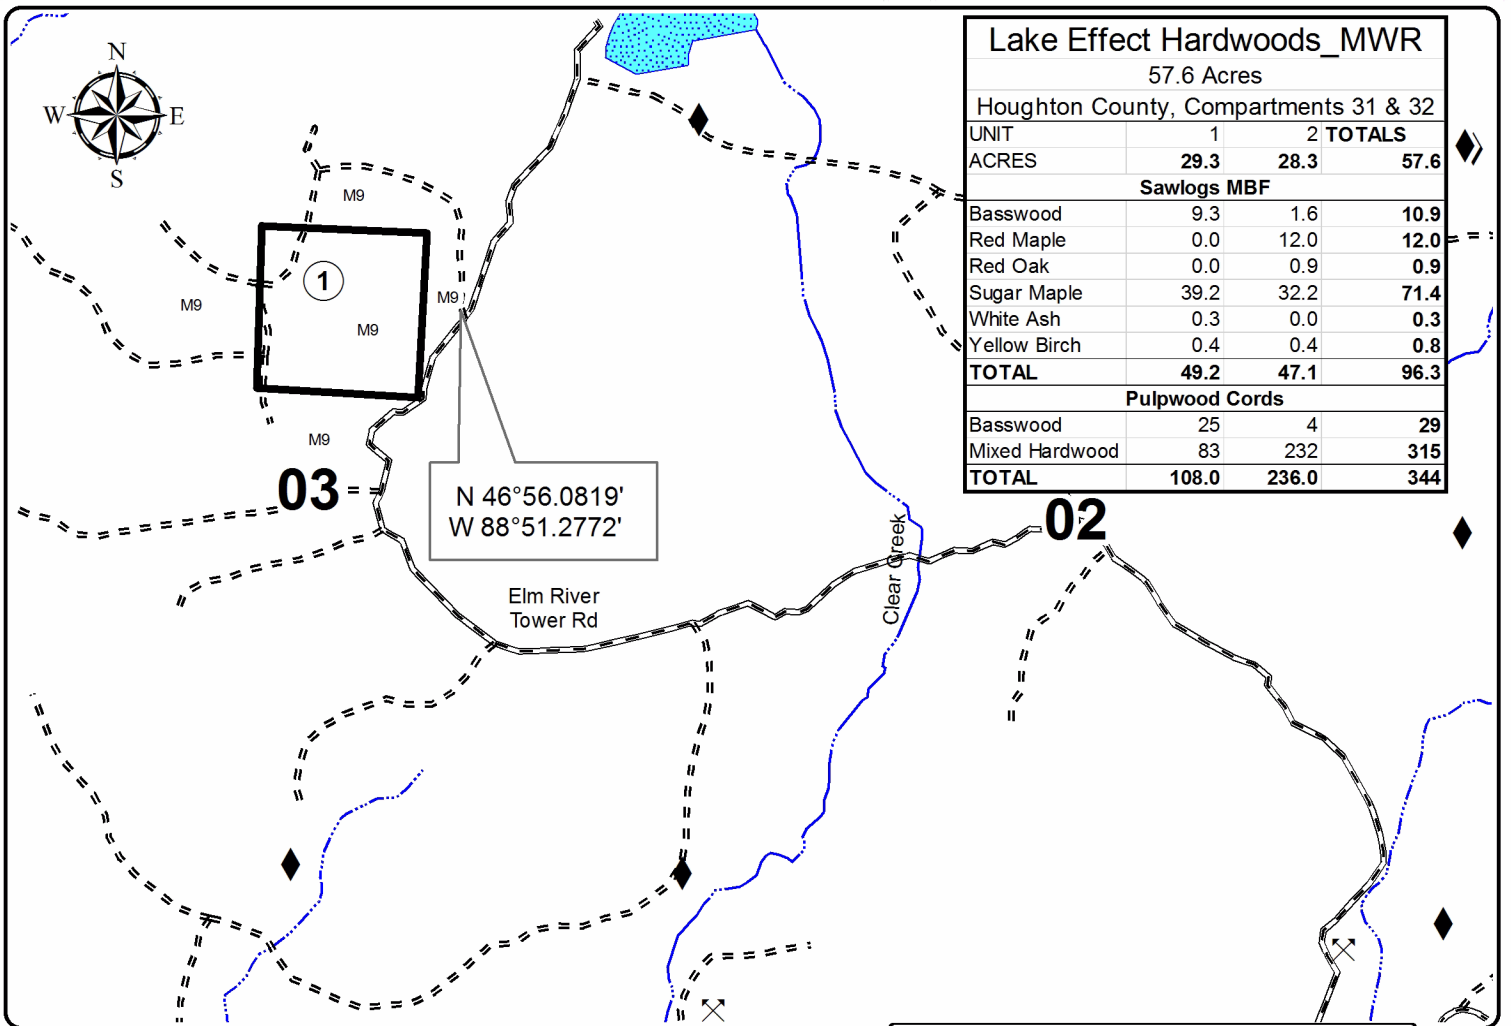 N
W E
S
Lake Effect Hardwoods_MWR
57.6 Acres
Houghton County, Compartments 31 & 32
UNIT 1 2 TOTALS
ACRES 29.3 28.3 57.6
Sawlogs MBF
Basswood 9.3 1.6 10.9
Red Maple 0.0 12.0 12.0
Red Oak 0.0 0.9 0.9
Sugar Maple 39.2 32.2 71.4
White Ash 0.3 0.0 0.3
Yellow Birch 0.4 0.4 0.8
TOTAL 49.2 47.1 96.3
Pulpwood Cords
Basswood 25 4 29
Mixed Hardwood 83 232 315
TOTAL 108.0 236.0 344
M9
1
M9
M9
M9
M9
03
N 46°56.0819'
W 88°51.2772'
02
Clear Creek
Elm River
Tower Rd